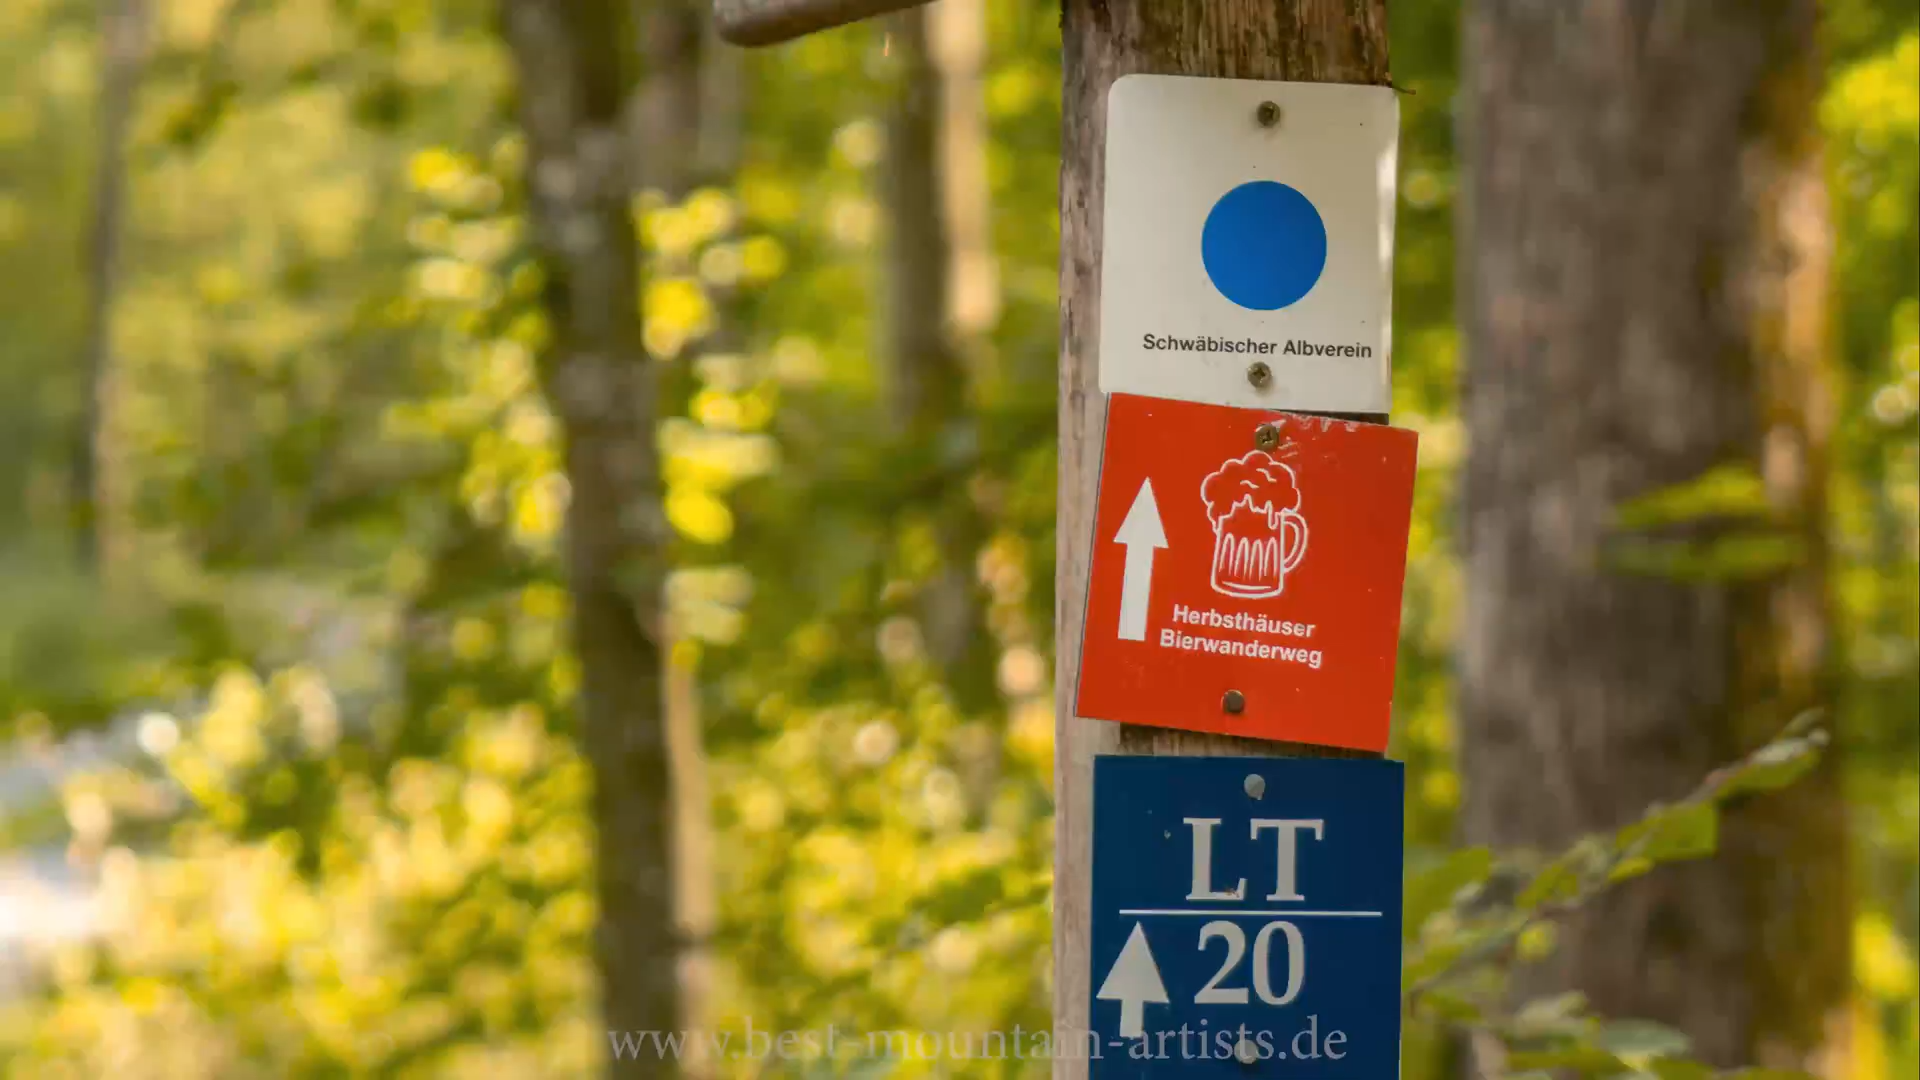 Schwäbischer Albverein
Herbsthäuser
Bierwanderweg
LT
20
www.best-mountain-artists.de